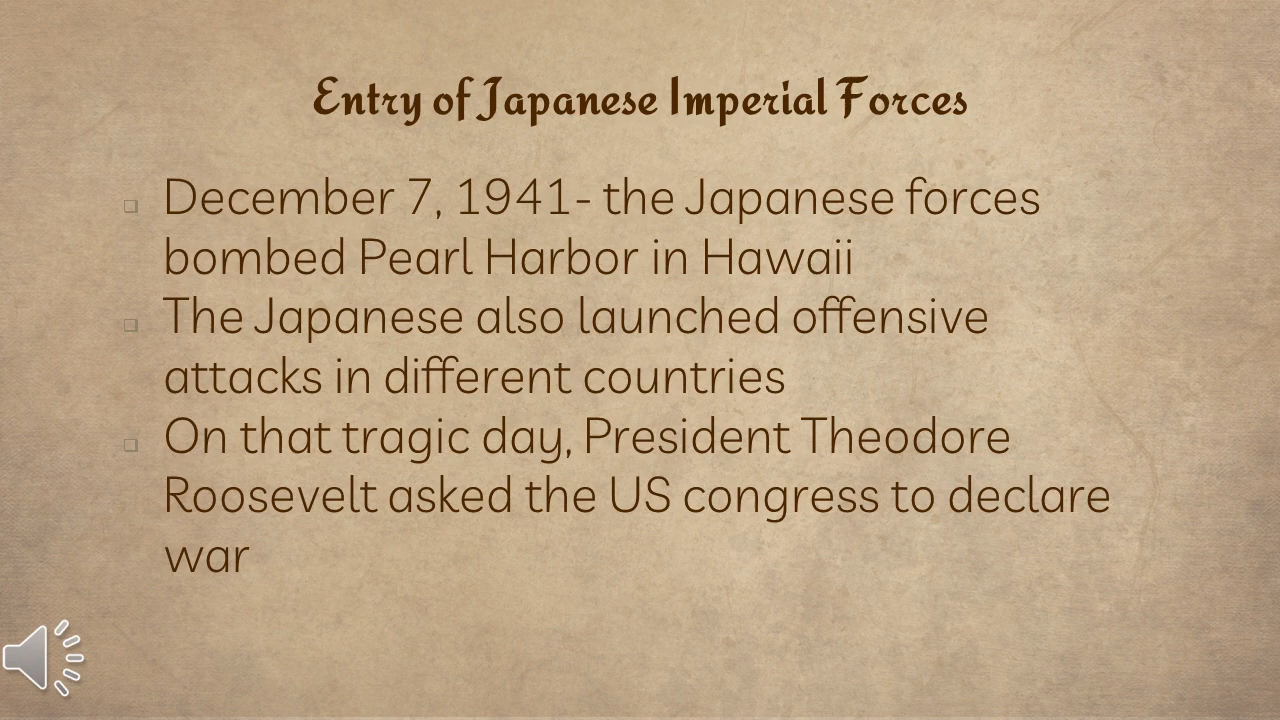 Entry of Japanese Imperial Forces
December 7, 1941- the Japanese forces
bombed Pearl Harbor in Hawaii
The Japanese also launched offensive
attacks in different countries
On that tragic day, President Theodore
Roosevelt asked the US congress to declare
war